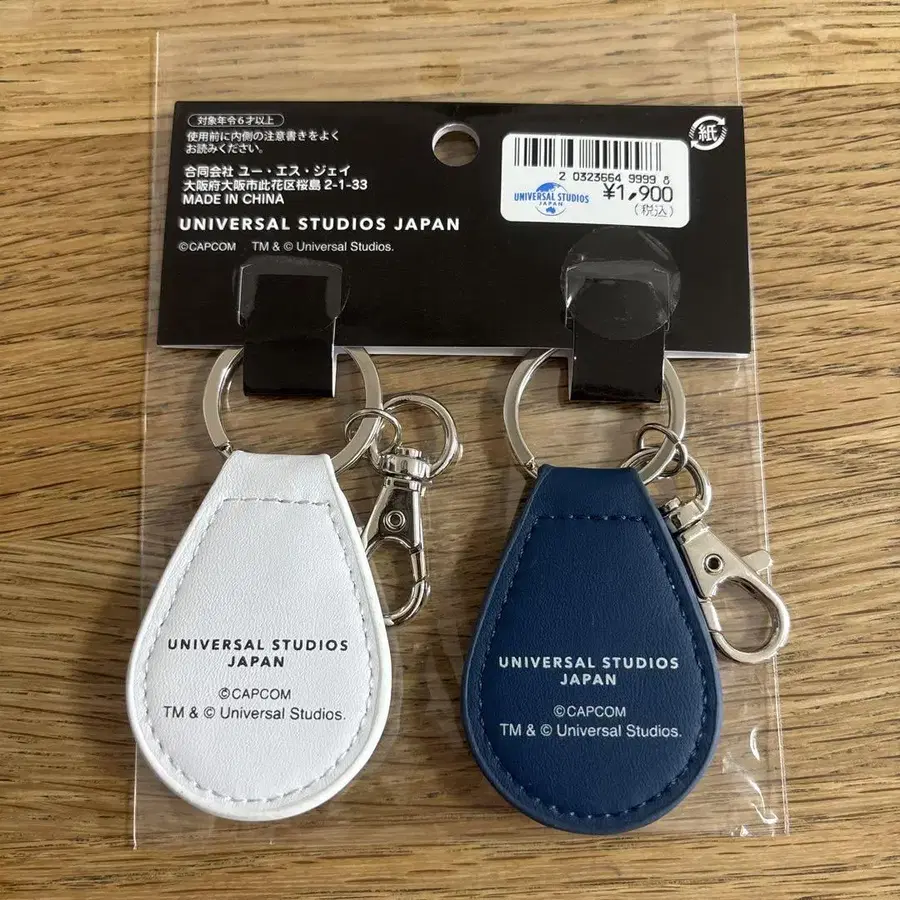 対象年令6才以上
使用前に内側の注意書きをよく
お読みください。
合同会社 ユー・エス・ジェイ
大阪府大阪市此花区桜島 2-1-33
MADE IN CHINA
UNIVERSAL STUDIOS JAPAN
©CAPCOM TM & © Universal Studios.
2 0323664 9999 8
UNIVERSAL STUDIOS
JAPAN
¥1,900
(税込)
紙
UNIVERSAL STUDIOS
JAPAN
©CAPCOM
TM & © Universal Studios.
UNIVERSAL STUDIOS
JAPAN
©CAPCOM
TM & © Universal Studios.